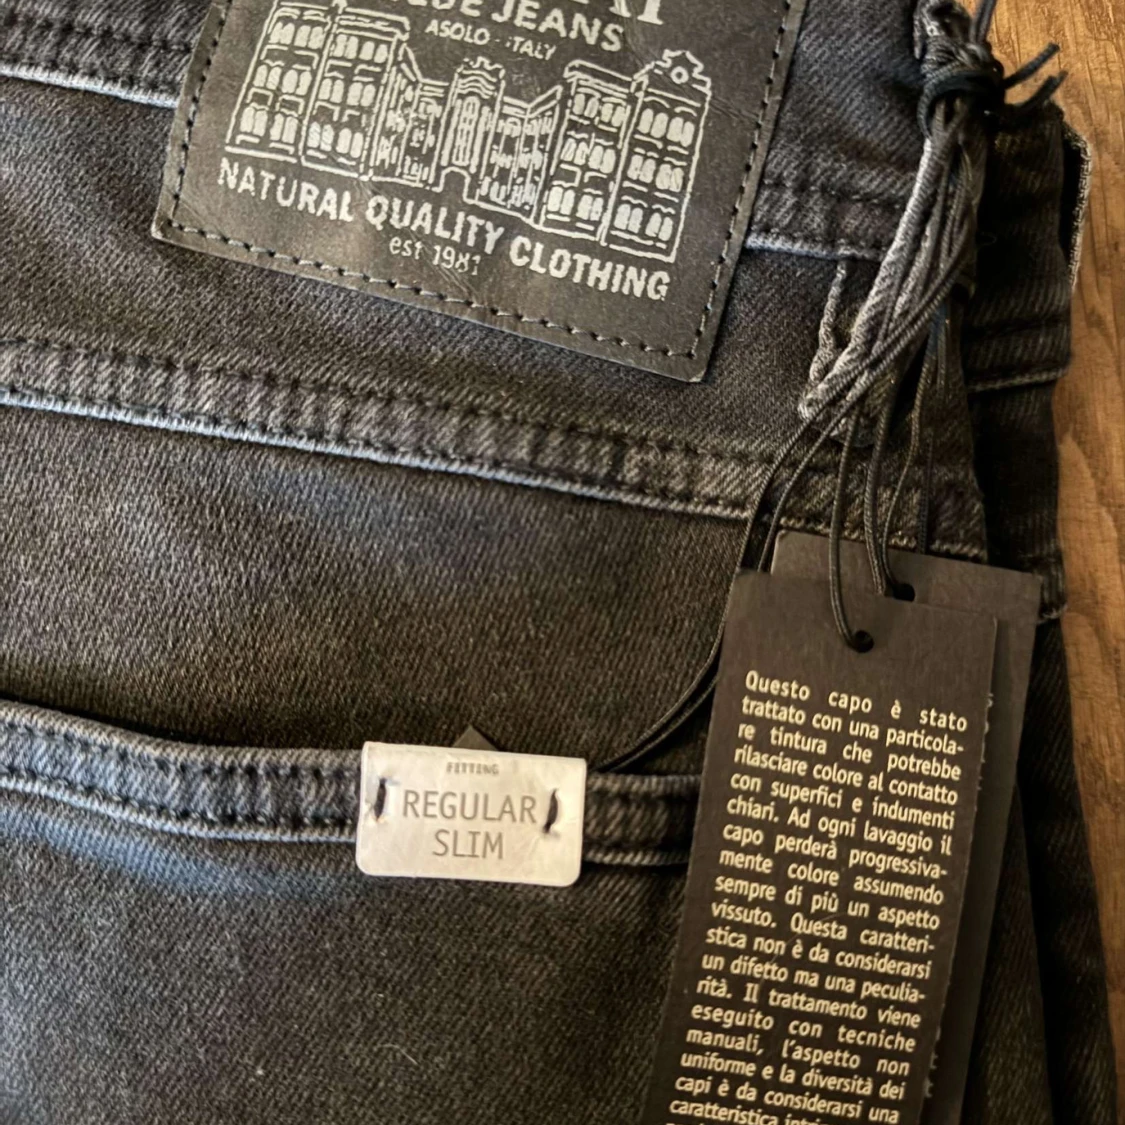 JEANS
ASOLO - ITALY
NATURAL QUALITY CLOTHING
est 1981
FITTING
REGULAR
SLIM
Questo capo è stato
trattato con una particola-
re tintura che potrebbe
rilasciare colore al contatto
con superfici e indumenti
chiari. Ad ogni lavaggio il
capo perderà progressiva-
mente colore assumendo
sempre di più un aspetto
vissuto. Questa caratteri-
stica non è da considerarsi
un difetto ma una peculia-
rità. Il trattamento viene
eseguito con tecniche
manuali, l'aspetto non
uniforme e la diversità dei
capi è da considerarsi una
caratteristica